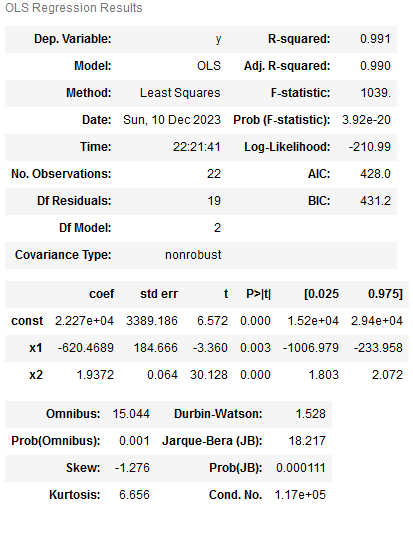 OLS Regression Results
Dep. Variable: y R-squared: 0.991
Model: OLS Adj. R-squared: 0.990
Method: Least Squares F-statistic: 1039.
Date: Sun, 10 Dec 2023 Prob (F-statistic): 3.92e-20
Time: 22:21:41 Log-Likelihood: -210.99
No. Observations: 22 AIC: 428.0
Df Residuals: 19 BIC: 431.2
Df Model: 2
Covariance Type: nonrobust
coef std err t P>|t| [0.025 0.975]
const 2.227e+04 3389.186 6.572 0.000 1.52e+04 2.94e+04
x1 -620.4689 184.666 -3.360 0.003 -1006.979 -233.958
x2 1.9372 0.064 30.128 0.000 1.803 2.072
Omnibus: 15.044 Durbin-Watson: 1.528
Prob(Omnibus): 0.001 Jarque-Bera (JB): 18.217
Skew: -1.276 Prob(JB): 0.000111
Kurtosis: 6.656 Cond. No. 1.17e+05